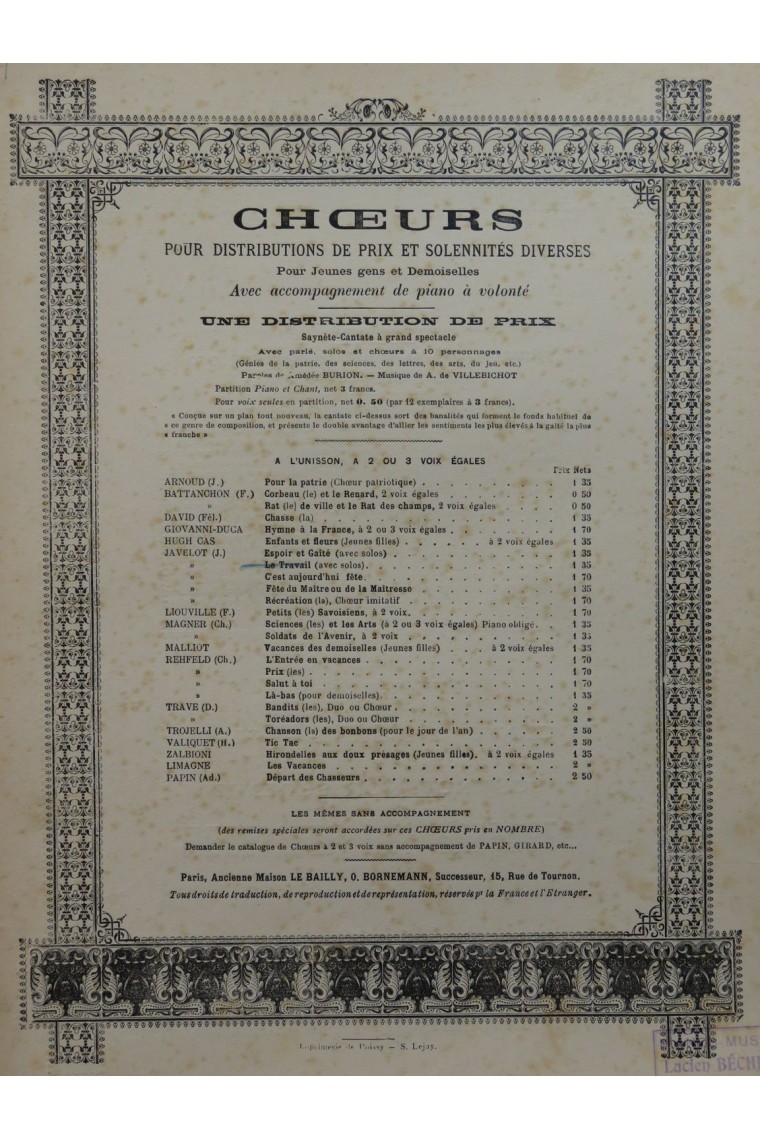 CHŒURS
POUR DISTRIBUTIONS DE PRIX ET SOLENNITÉS DIVERSES
Pour Jeunes gens et Demoiselles
Avec accompagnement de piano à volonté
UNE DISTRIBUTION DE PRIX
Saynète-Cantate à grand spectacle
Avec parlé, solos et chœurs à 10 personnages
(Génies de la patrie, des sciences, des lettres, des arts, du jeu, etc.)
Paroles de Amédée BURION. — Musique de A. de VILLEBICHOT
Partition Piano et Chant, net 3 francs.
Pour voix seules en partition, net 0. 50 (par 12 exemplaires à 3 francs).
« Conçue sur un plan tout nouveau, la cantate ci-dessus sort des banalités qui forment le fonds habituel de
« ce genre de composition, et présente le double avantage d'allier les sentiments les plus élevés à la gaîté la plus
« franche »
A L'UNISSON, A 2 OU 3 VOIX ÉGALES
Prix Nets
ARNOUD (J.) Pour la patrie (Chœur patriotique) . . . . . . . . . 1 35
BATTANCHON (F.) Corbeau (le) et le Renard, 2 voix égales . . . . . . . . 0 50
» Rat (le) de ville et le Rat des champs, 2 voix égales . . . . 0 50
DAVID (Fél.) Chasse (la) . . . . . . . . . . . . . . . 1 35
GIOVANNI-DUCA Hymne à la France, à 2 ou 3 voix égales . . . . . . . 1 70
HUGH CAS Enfants et fleurs (Jeunes filles) . . . . . . à 2 voix égales 1 35
JAVELOT (J.) Espoir et Gaîté (avec solos) . . . . . . . . . . . 1 35
» Le Travail (avec solos). . . . . . . . . . . . . 1 35
» C'est aujourd'hui fête. . . . . . . . . . . . . 1 70
» Fête du Maître ou de la Maîtresse . . . . . . . . . . 1 35
» Récréation (la), Chœur imitatif . . . . . . . . . . 1 70
LIOUVILLE (F.) Petits (les) Savoisiens, à 2 voix. . . . . . . . . . 1 70
MAGNER (Ch.) Sciences (les) et les Arts (à 2 ou 3 voix égales) Piano obligé. . 1 35
» Soldats de l'Avenir, à 2 voix . . . . . . . . . . 1 35
MALLIOT Vacances des demoiselles (Jeunes filles) . . . à 2 voix égales 1 35
REHFELD (Ch.) L'Entrée en vacances . . . . . . . . . . . . . 1 70
» Prix (les) . . . . . . . . . . . . . . . . 1 70
» Salut à toi . . . . . . . . . . . . . . . . 1 70
» Là-bas (pour demoiselles). . . . . . . . . . . . 1 35
TRAVE (D.) Bandits (les), Duo ou Chœur . . . . . . . . . . . 2 »
» Toréadors (les), Duo ou Chœur . . . . . . . . . . 2 »
TROJELLI (A.) Chanson (la) des bonbons (pour le jour de l'an) . . . . . 2 50
VALIQUET (H.) Tic Tac . . . . . . . . . . . . . . . . 2 50
ZALBIONI Hirondelles aux doux présages (Jeunes filles). à 2 voix égales 1 35
LIMAGNE Les Vacances . . . . . . . . . . . . . . 2 »
PAPIN (Ad.) Départ des Chasseurs . . . . . . . . . . . . . 2 50
LES MÊMES SANS ACCOMPAGNEMENT
(des remises spéciales seront accordées sur ces CHŒURS pris en NOMBRE)
Demander le catalogue de Chœurs à 2 et 3 voix sans accompagnement de PAPIN, GIRARD, etc...
Paris, Ancienne Maison LE BAILLY, O. BORNEMANN, Successeur, 15, Rue de Tournon.
Tous droits de traduction, de reproduction et de représentation, réservés pr la France et l'Etranger.
Imprimerie de Poissy — S. Lejay.
MUS
Lucien BÉCH